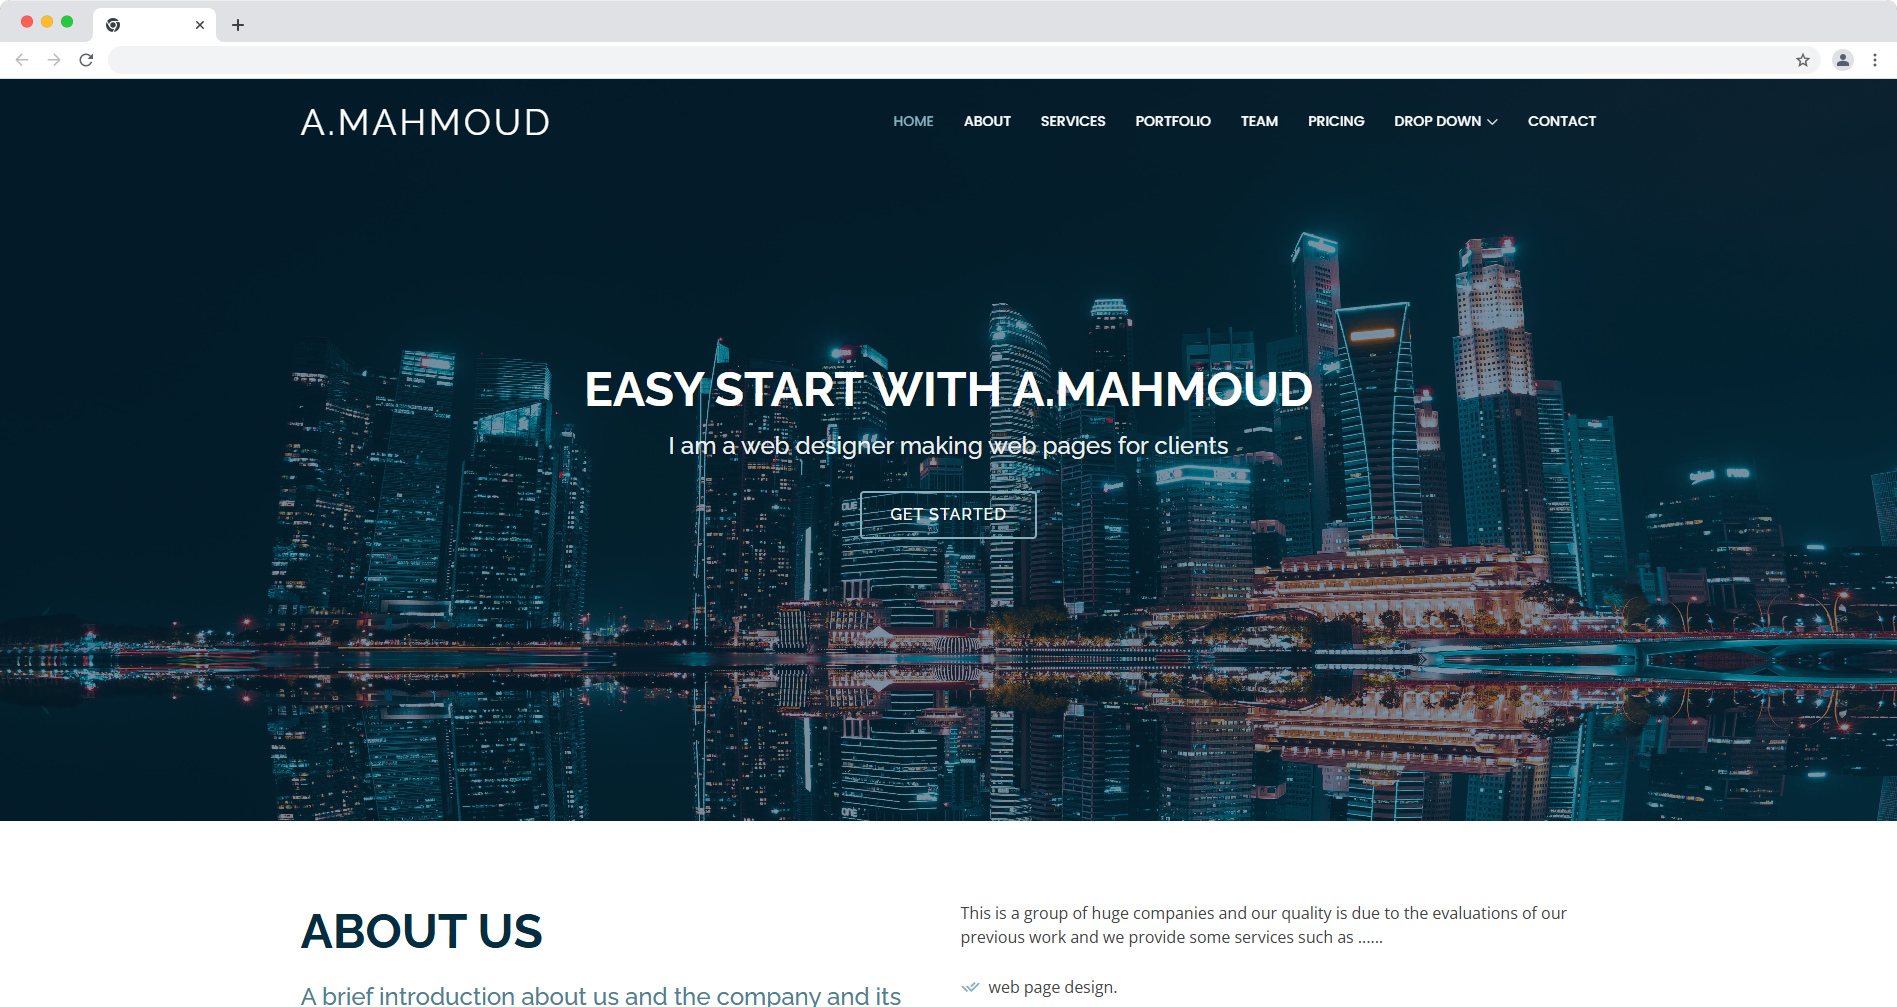 A.MAHMOUD
HOME ABOUT SERVICES PORTFOLIO TEAM PRICING DROP DOWN CONTACT
EASY START WITH A.MAHMOUD
I am a web designer making web pages for clients
GET STARTED
ABOUT US
A brief introduction about us and the company and its
This is a group of huge companies and our quality is due to the evaluations of our
previous work and we provide some services such as ......
web page design.